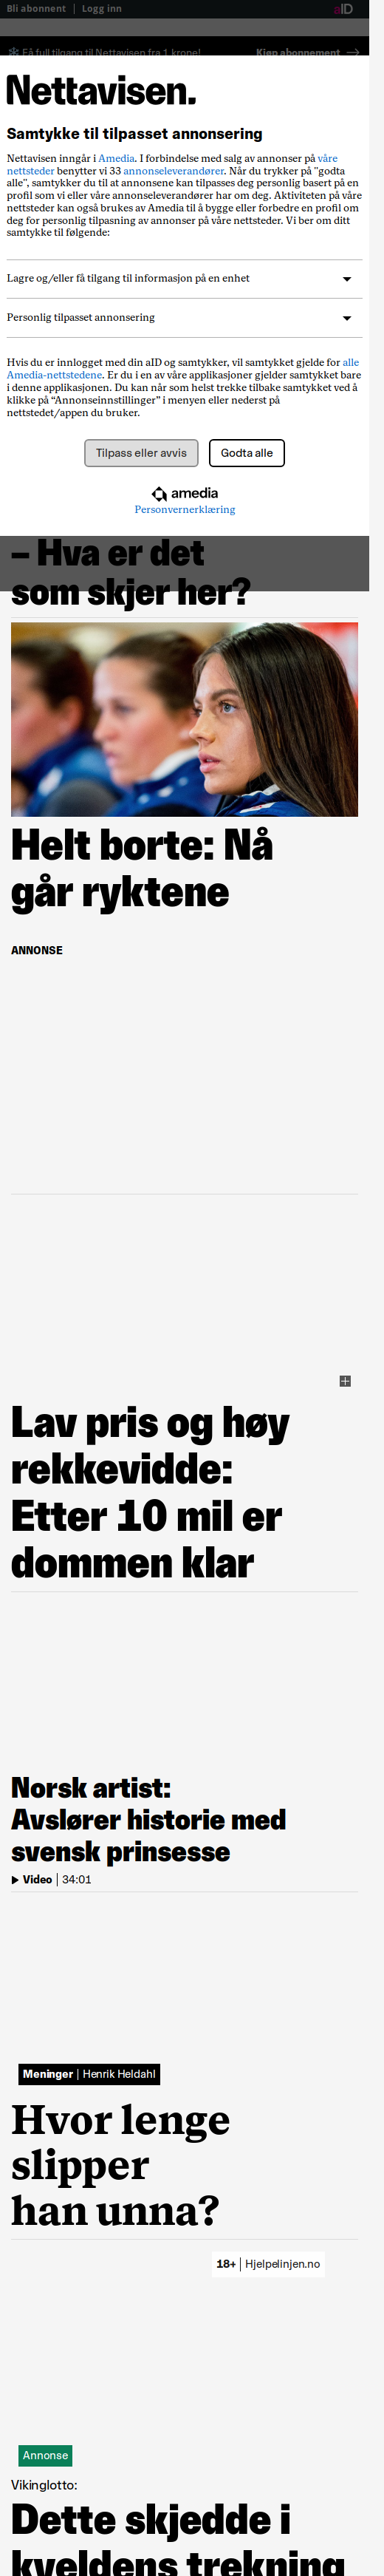 Bli abonnent | Logg inn
aID
Få full tilgang til Nettavisen fra 1 krone!
Kjøp abonnement
Nettavisen.
Samtykke til tilpasset annonsering
Nettavisen inngår i Amedia. I forbindelse med salg av annonser på våre
nettsteder benytter vi 33 annonseleverandører. Når du trykker på "godta
alle", samtykker du til at annonsene kan tilpasses deg personlig basert på en
profil som vi eller våre annonseleverandører har om deg. Aktiviteten på våre
nettsteder kan også brukes av Amedia til å bygge eller forbedre en profil om
deg for personlig tilpasning av annonser på våre nettsteder. Vi ber om ditt
samtykke til følgende:
Lagre og/eller få tilgang til informasjon på en enhet
Personlig tilpasset annonsering
Hvis du er innlogget med din aID og samtykker, vil samtykket gjelde for alle
Amedia-nettstedene. Er du i en av våre applikasjoner gjelder samtykket bare
i denne applikasjonen. Du kan når som helst trekke tilbake samtykket ved å
klikke på “Annonseinnstillinger” i menyen eller nederst på
nettstedet/appen du bruker.
Tilpass eller avvis
Godta alle
amedia
Personvernerklæring
– Hva er det
som skjer her?
Helt borte: Nå
går ryktene
ANNONSE
Lav pris og høy
rekkevidde:
Etter 10 mil er
dommen klar
Norsk artist:
Avslører historie med
svensk prinsesse
Video | 34:01
Meninger | Henrik Heldahl
Hvor lenge
slipper
han unna?
18+ | Hjelpelinjen.no
Annonse
Vikinglotto:
Dette skjedde i
kveldens trekning